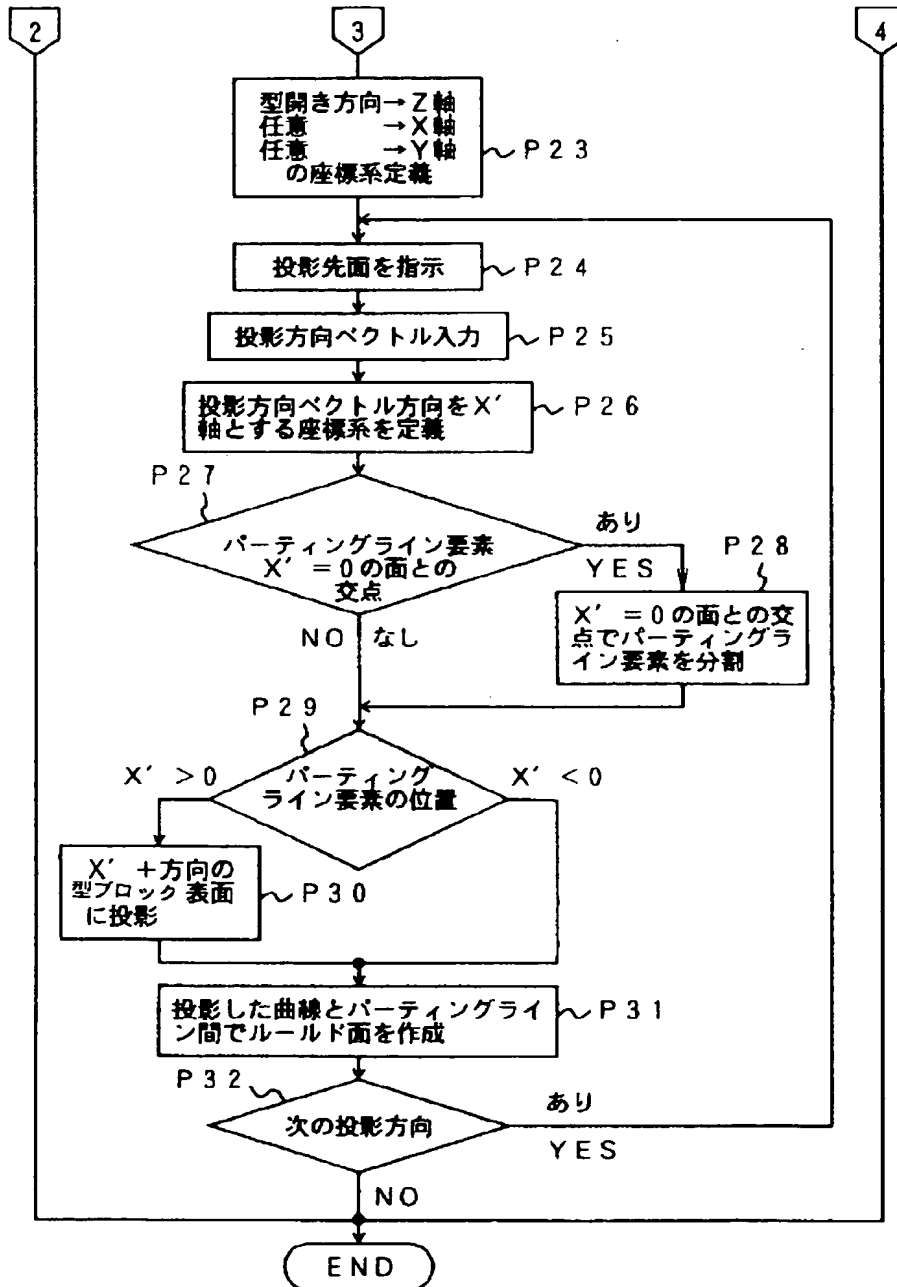 2
3
4
型開き方向→Z軸
任意　　　→X軸
任意　　　→Y軸
の座標系定義
P23
投影先面を指示
P24
投影方向ベクトル入力
P25
投影方向ベクトル方向をX′
軸とする座標系を定義
P26
P27
パーティングライン要素
X′=0の面との
交点
あり
YES
NO なし
P28
X′=0の面との交
点でパーティングラ
イン要素を分割
P29
パーティング
ライン要素の位置
X′>0
X′<0
X′+方向の
型ブロック表面
に投影
P30
投影した曲線とパーティングライ
ン間でルールド面を作成
P31
P32
次の投影方向
あり
YES
NO
END